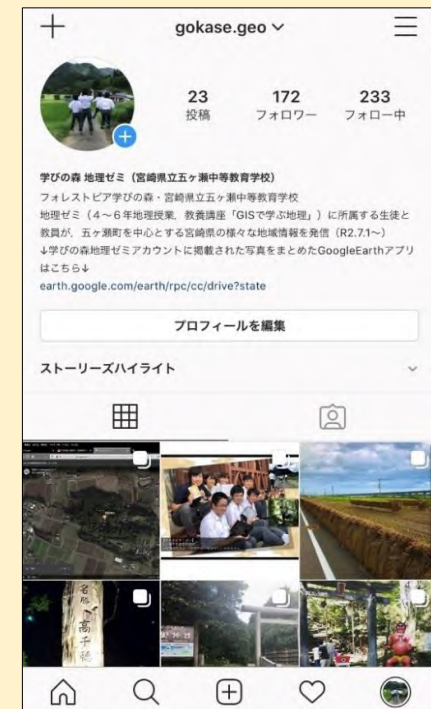 gokase.geo
23
172
233
投稿
フォロワー
フォロー中
学びの森 地理ゼミ（宮崎県立五ヶ瀬中等教育学校）
フォレストピア学びの森・宮崎県立五ヶ瀬中等教育学校
地理ゼミ（４～６年地理授業，教養講座「GISで学ぶ地理」）に所属する生徒と
教員が，五ヶ瀬町を中心とする宮崎県の様々な地域情報を発信（R2.7.1～）
↓学びの森地理ゼミアカウントに掲載された写真をまとめたGoogleEarthアプリ
はこちら↓
earth.google.com/earth/rpc/cc/drive?state
プロフィールを編集
ストーリーズハイライト
名勝
高千穂